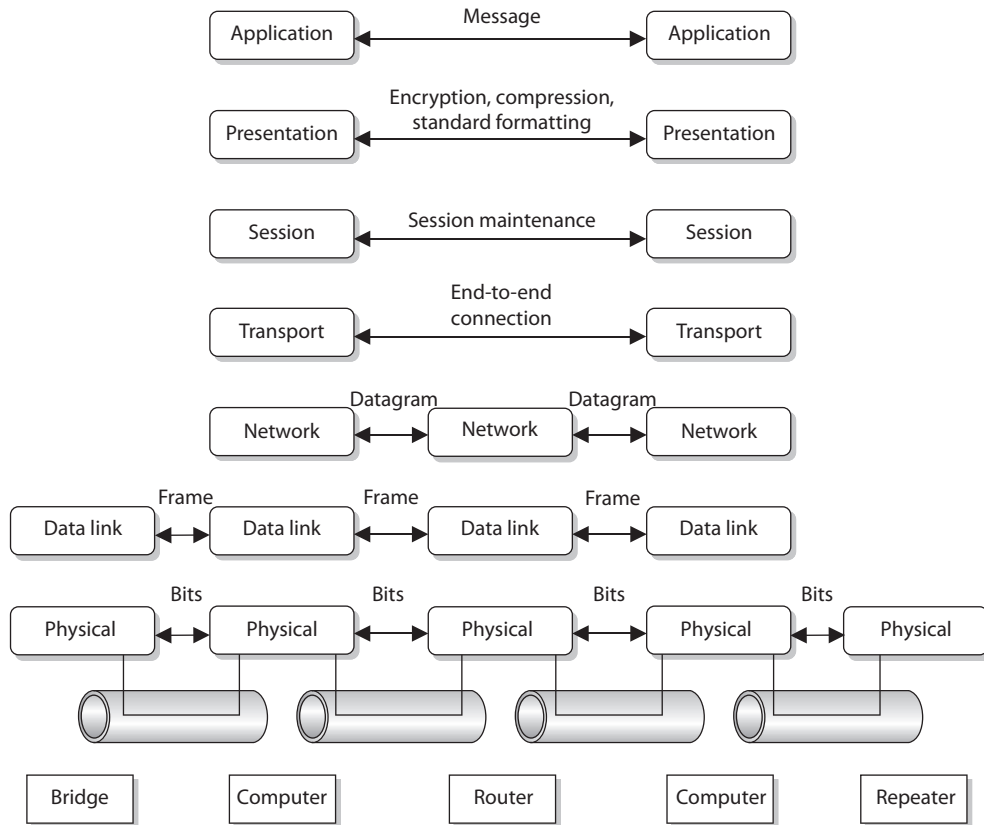 Message
Application
Application
Encryption, compression,
standard formatting
Presentation
Presentation
Session maintenance
Session
Session
End-to-end
connection
Transport
Transport
Datagram
Datagram
Network
Network
Network
Frame
Frame
Frame
Data link
Data link
Data link
Data link
Bits
Bits
Bits
Bits
Physical
Physical
Physical
Physical
Physical
Bridge
Computer
Router
Computer
Repeater